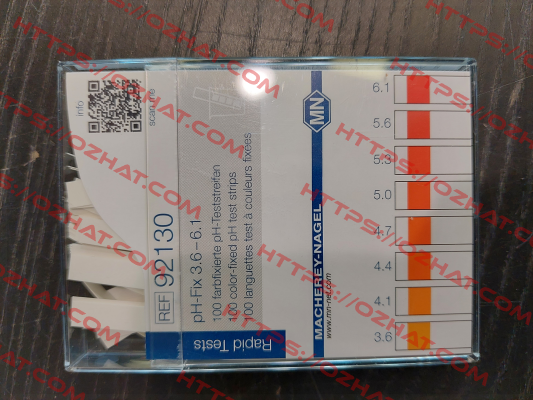 info
scan me
REF 92130
pH-Fix 3.6–6.1
100 farbfixierte pH-Teststreifen
100 color-fixed pH test strips
100 languettes test à couleurs fixées
Rapid Tests
MN
MACHEREY-NAGEL
www.mn-net.com
6.1
5.6
5.3
5.0
4.7
4.4
4.1
3.6
HTTPS://OZHAT.COM